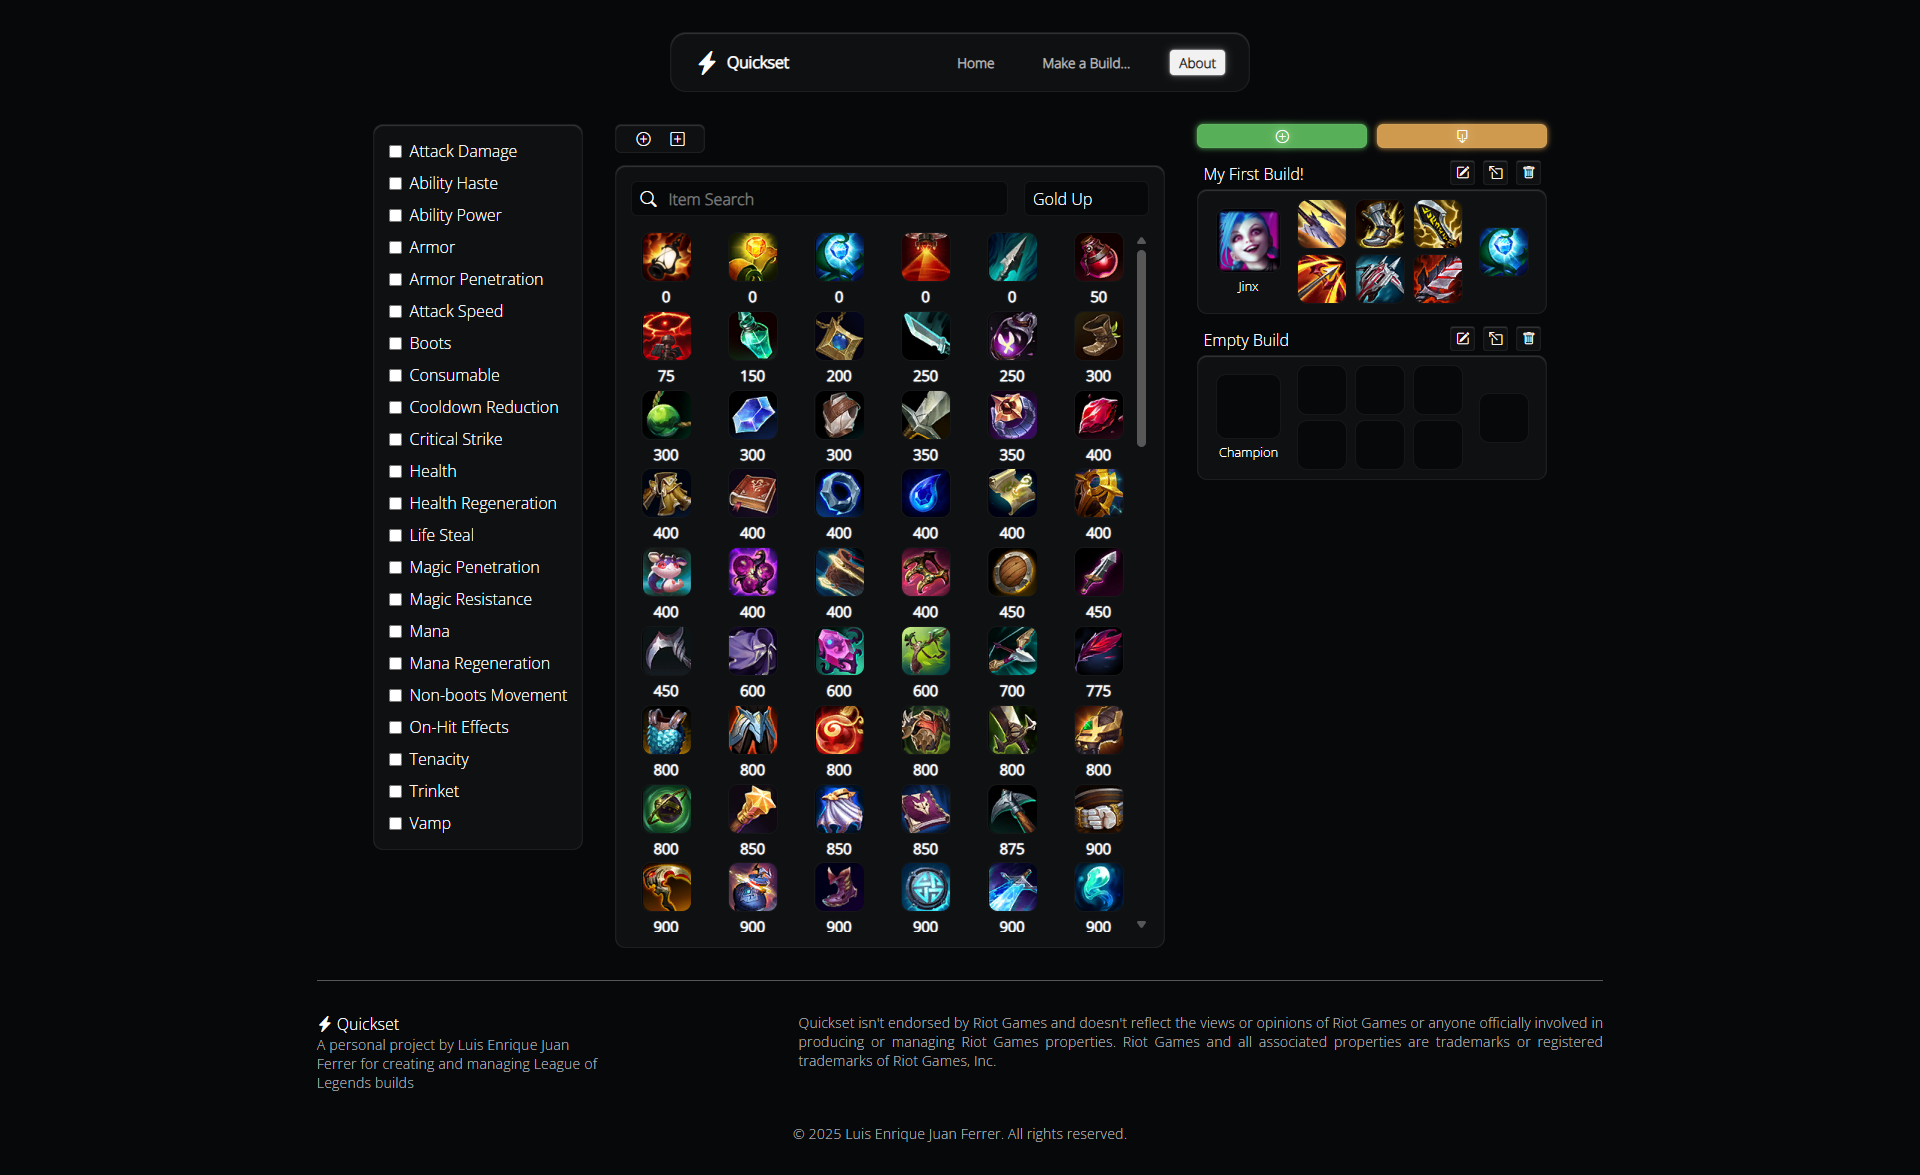 Quickset
Home
Make a Build...
About
Attack Damage
Ability Haste
Ability Power
Armor
Armor Penetration
Attack Speed
Boots
Consumable
Cooldown Reduction
Critical Strike
Health
Health Regeneration
Life Steal
Magic Penetration
Magic Resistance
Mana
Mana Regeneration
Non-boots Movement
On-Hit Effects
Tenacity
Trinket
Vamp
Item Search
Gold Up
0 0 0 0 0 50
75 150 200 250 250 300
300 300 300 350 350 400
400 400 400 400 400 400
400 400 400 400 450 450
450 600 600 600 700 775
800 800 800 800 800 800
800 850 850 850 875 900
900 900 900 900 900 900
My First Build!
Jinx
Empty Build
Champion
Quickset
A personal project by Luis Enrique Juan
Ferrer for creating and managing League of
Legends builds
Quickset isn't endorsed by Riot Games and doesn't reflect the views or opinions of Riot Games or anyone officially involved in
producing or managing Riot Games properties. Riot Games and all associated properties are trademarks or registered
trademarks of Riot Games, Inc.
© 2025 Luis Enrique Juan Ferrer. All rights reserved.